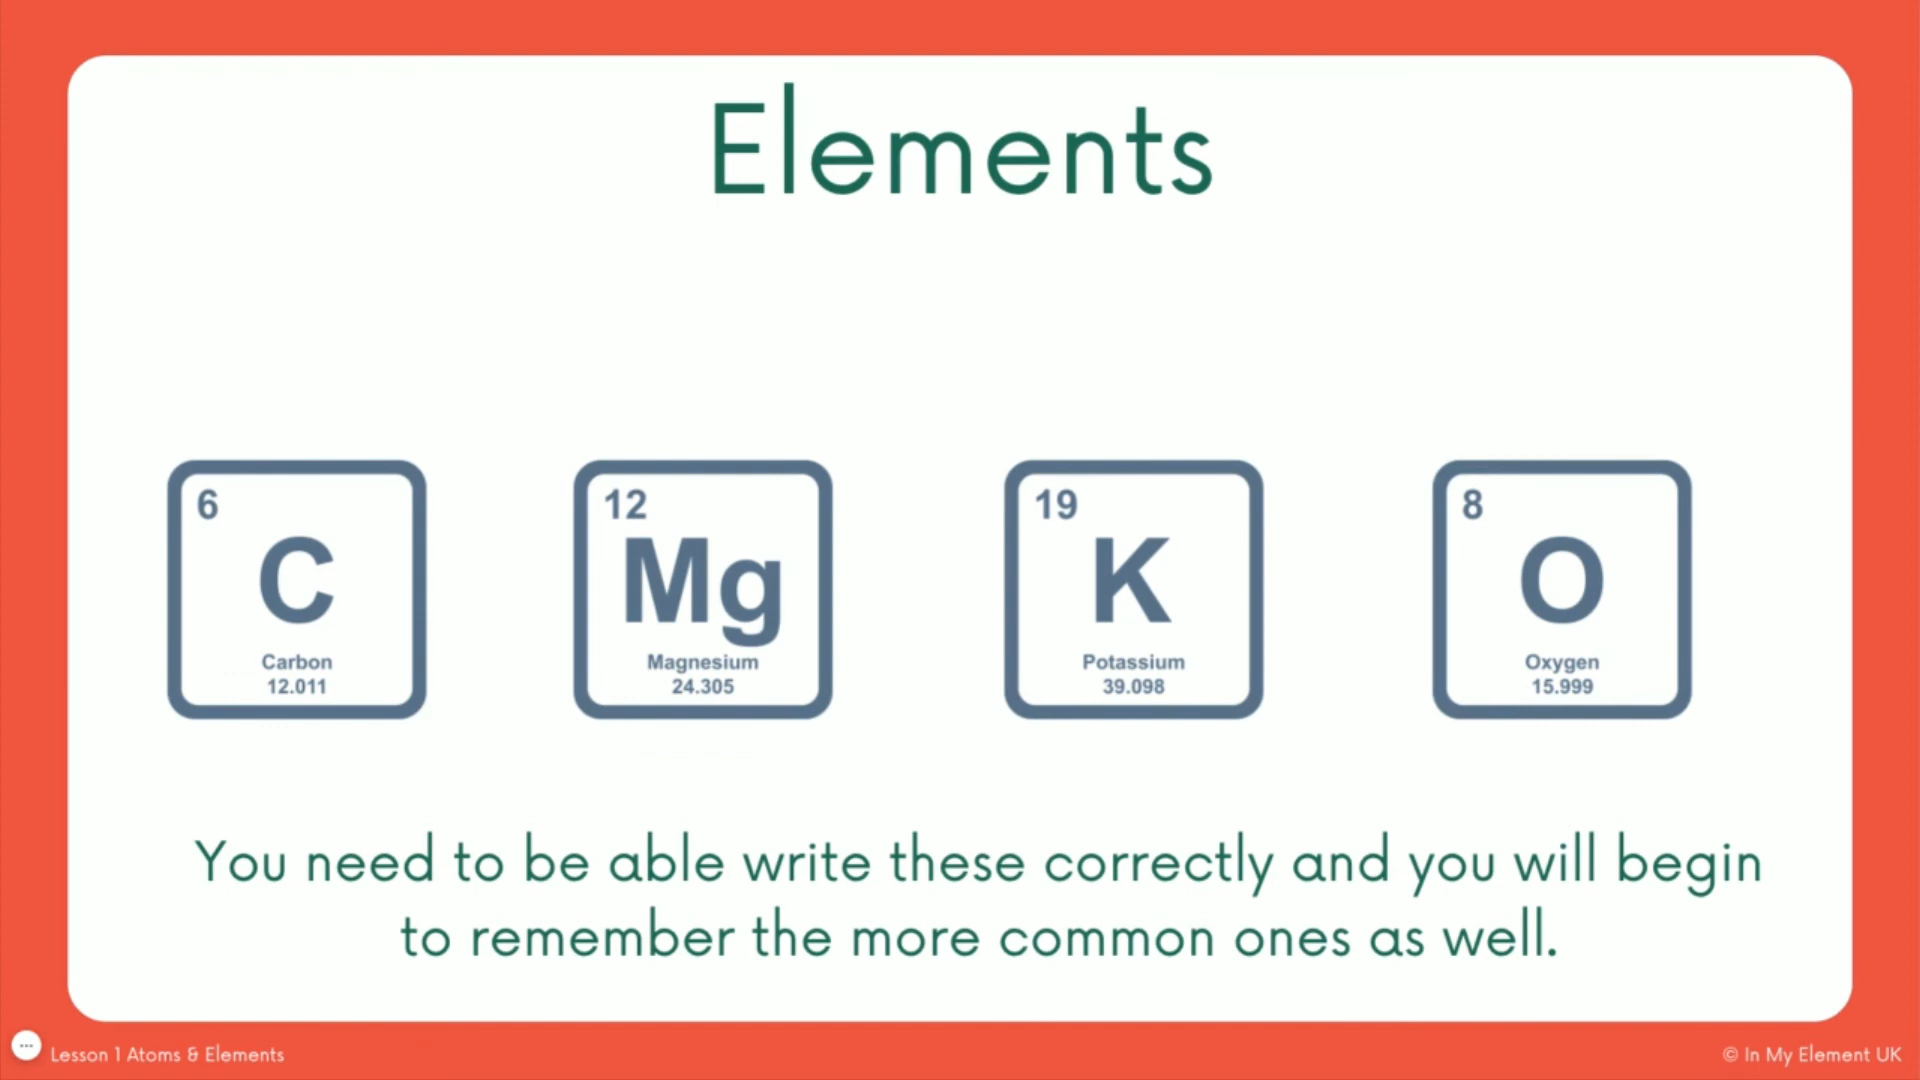 Elements
6
C
Carbon
12.011
12
Mg
Magnesium
24.305
19
K
Potassium
39.098
8
O
Oxygen
15.999
You need to be able write these correctly and you will begin
to remember the more common ones as well.
Lesson 1 Atoms & Elements
© In My Element UK